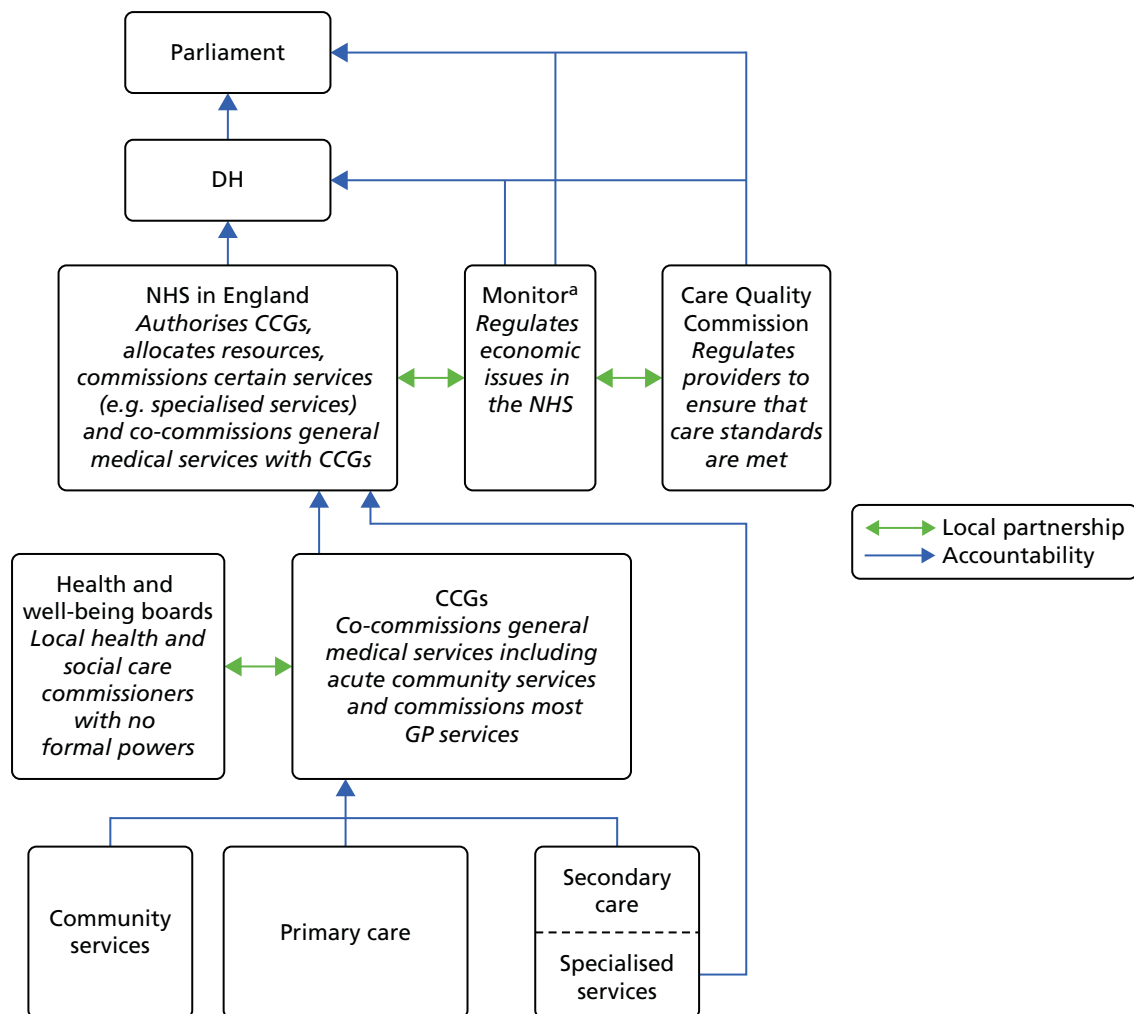 Parliament
DH
NHS in England
Authorises CCGs,
allocates resources,
commissions certain services
(e.g. specialised services)
and co-commissions general
medical services with CCGs
Monitorᵃ
Regulates
economic
issues in
the NHS
Care Quality
Commission
Regulates
providers to
ensure that
care standards
are met
Local partnership
Accountability
Health and
well-being boards
Local health and
social care
commissioners
with no
formal powers
CCGs
Co-commissions general
medical services including
acute community services
and commissions most
GP services
Community
services
Primary care
Secondary
care
Specialised
services